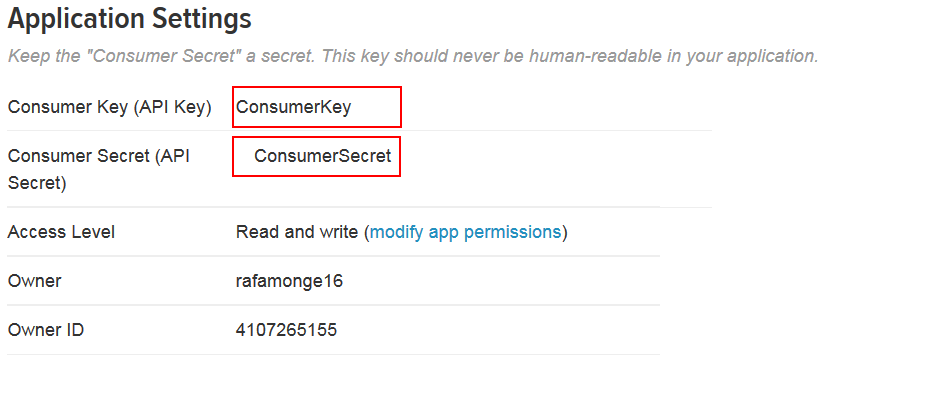 Application Settings
Keep the "Consumer Secret" a secret. This key should never be human-readable in your application.
Consumer Key (API Key) ConsumerKey
Consumer Secret (API Secret) ConsumerSecret
Access Level Read and write (modify app permissions)
Owner rafamonge16
Owner ID 4107265155